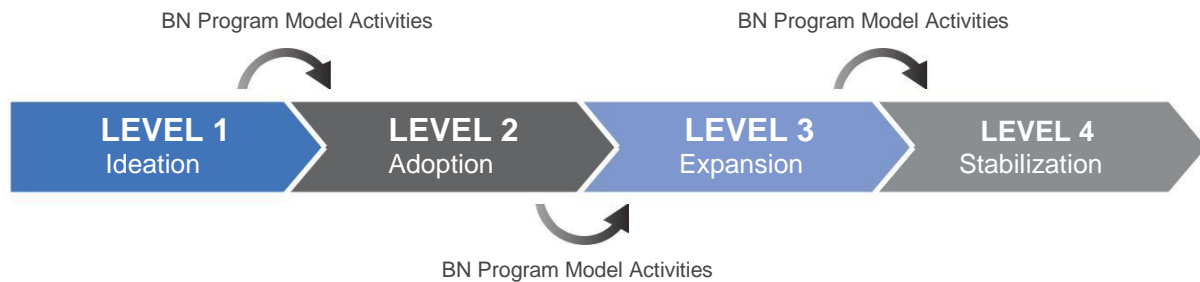 BN Program Model Activities
BN Program Model Activities
LEVEL 1
Ideation
LEVEL 2
Adoption
LEVEL 3
Expansion
LEVEL 4
Stabilization
BN Program Model Activities